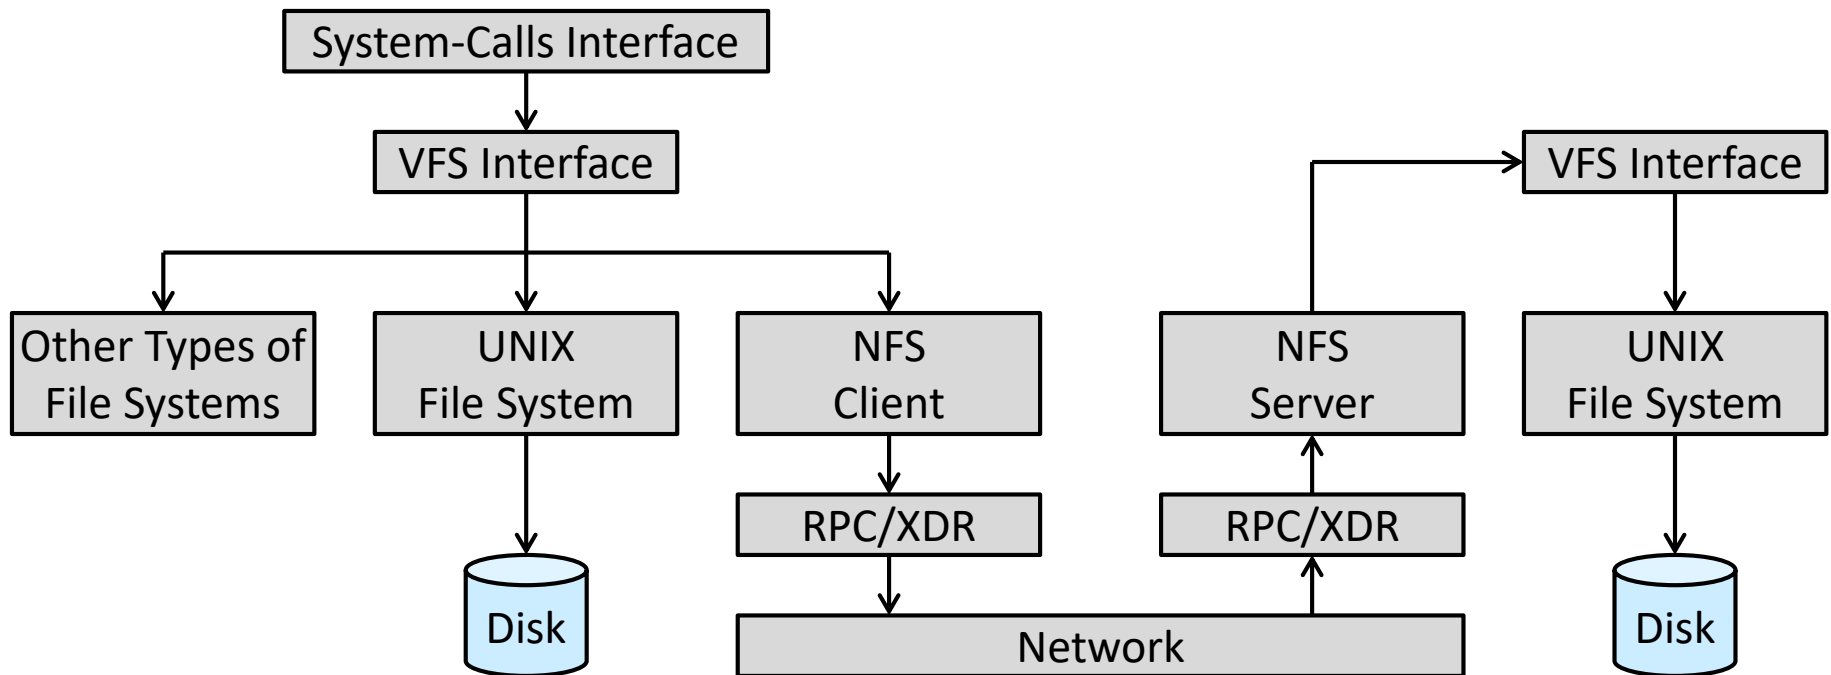 System-Calls Interface
VFS Interface
VFS Interface
Other Types of
File Systems
UNIX
File System
NFS
Client
NFS
Server
UNIX
File System
RPC/XDR
RPC/XDR
Disk
Network
Disk